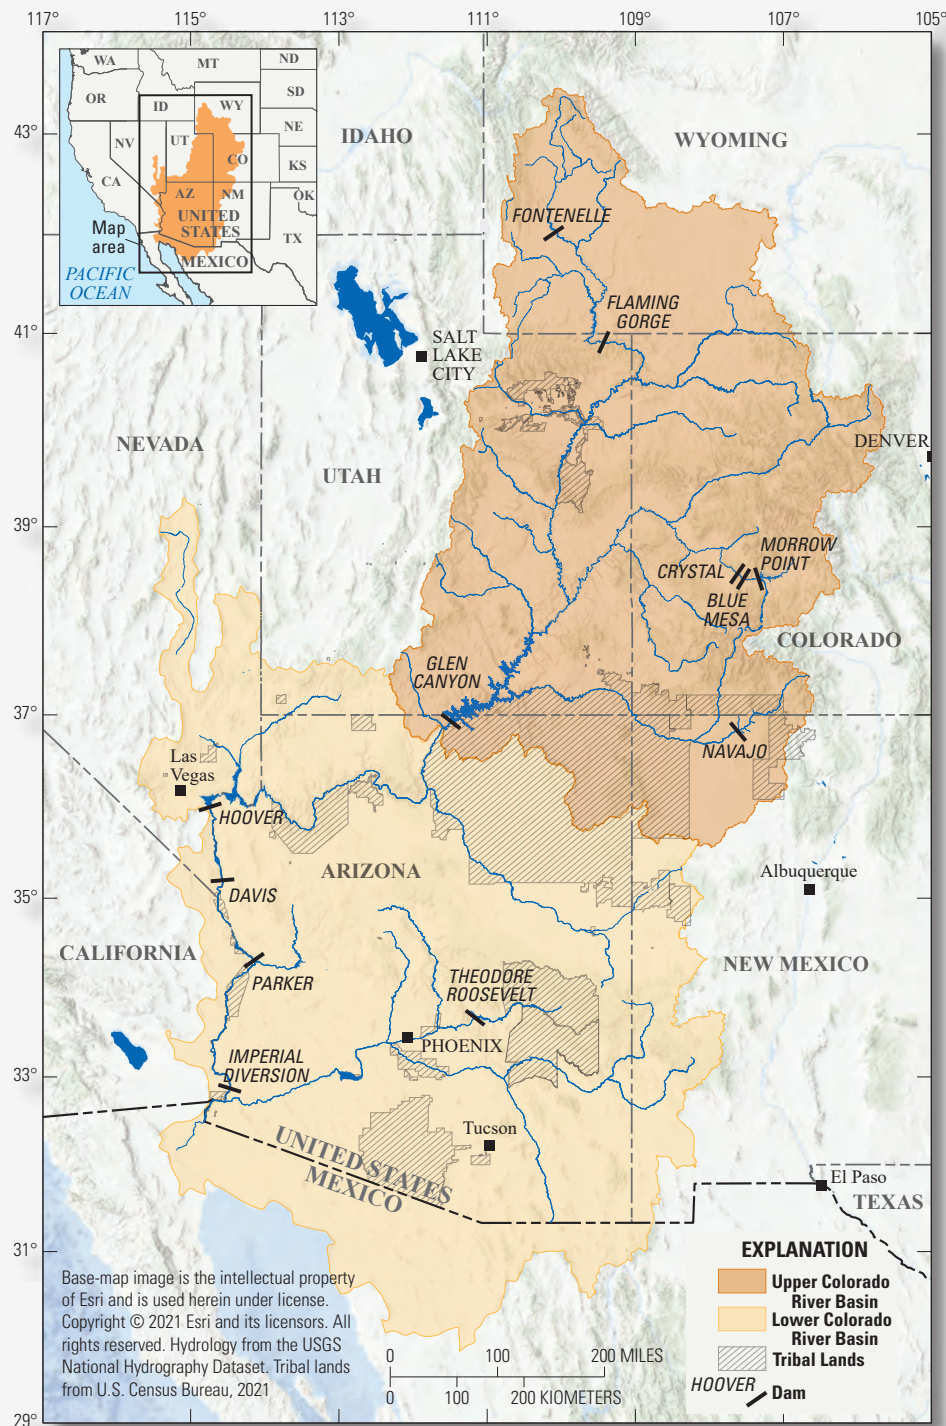 117°
115°
113°
111°
109°
107°
105°
43°
41°
39°
37°
35°
33°
31°
29°
WA
MT
ND
OR
ID
WY
SD
NV
UT
NE
CO
KS
CA
AZ
NM
OK
UNITED
STATES
TX
Map
area
MEXICO
PACIFIC
OCEAN
IDAHO
WYOMING
FONTENELLE
FLAMING
GORGE
SALT
LAKE
CITY
NEVADA
UTAH
DENVER
MORROW
POINT
CRYSTAL
BLUE
MESA
COLORADO
GLEN
CANYON
NAVAJO
Las
Vegas
HOOVER
ARIZONA
Albuquerque
DAVIS
CALIFORNIA
NEW MEXICO
PARKER
THEODORE
ROOSEVELT
PHOENIX
IMPERIAL
DIVERSION
Tucson
UNITED STATES
MEXICO
El Paso
TEXAS
EXPLANATION
Upper Colorado
River Basin
Lower Colorado
River Basin
Tribal Lands
HOOVER
Dam
Base-map image is the intellectual property
of Esri and is used herein under license.
Copyright © 2021 Esri and its licensors. All
rights reserved. Hydrology from the USGS
National Hydrography Dataset. Tribal lands
from U.S. Census Bureau, 2021
0 100 200 MILES
0 100 200 KIOMETERS